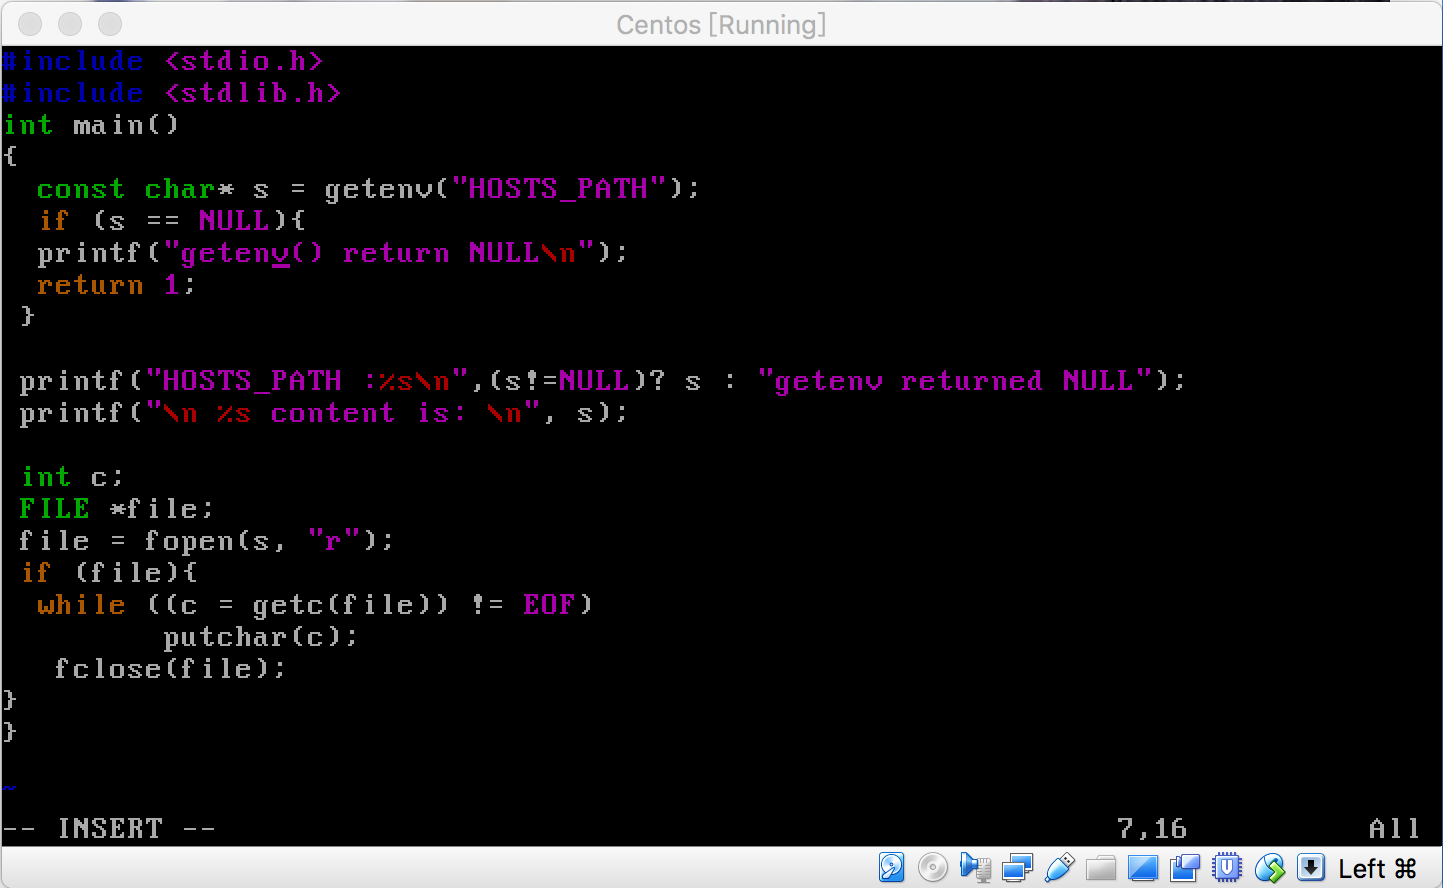 Centos [Running]
#include <stdio.h>
#include <stdlib.h>
int main()
{
  const char* s = getenv("HOSTS_PATH");
  if (s == NULL){
  printf("getenv() return NULL\n");
  return 1;
 }
 printf("HOSTS_PATH :%s\n",(s!=NULL)? s : "getenv returned NULL");
 printf("\n %s content is: \n", s);
 int c;
 FILE *file;
 file = fopen(s, "r");
 if (file){
  while ((c = getc(file)) != EOF)
         putchar(c);
   fclose(file);
}
}
~
-- INSERT -- 7,16 All
Left ⌘